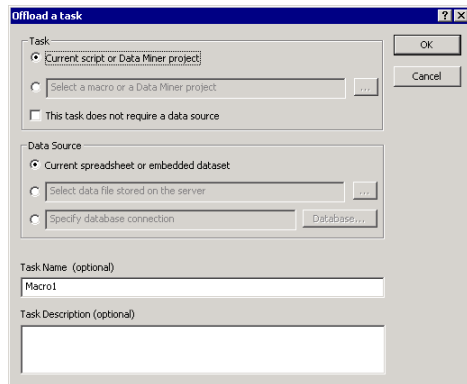 Offload a task
Task
OK
Current script or Data Miner project
Select a macro or a Data Miner project
...
Cancel
This task does not require a data source
Data Source
Current spreadsheet or embedded dataset
Select data file stored on the server
...
Specify database connection
Database...
Task Name (optional)
Macro1
Task Description (optional)